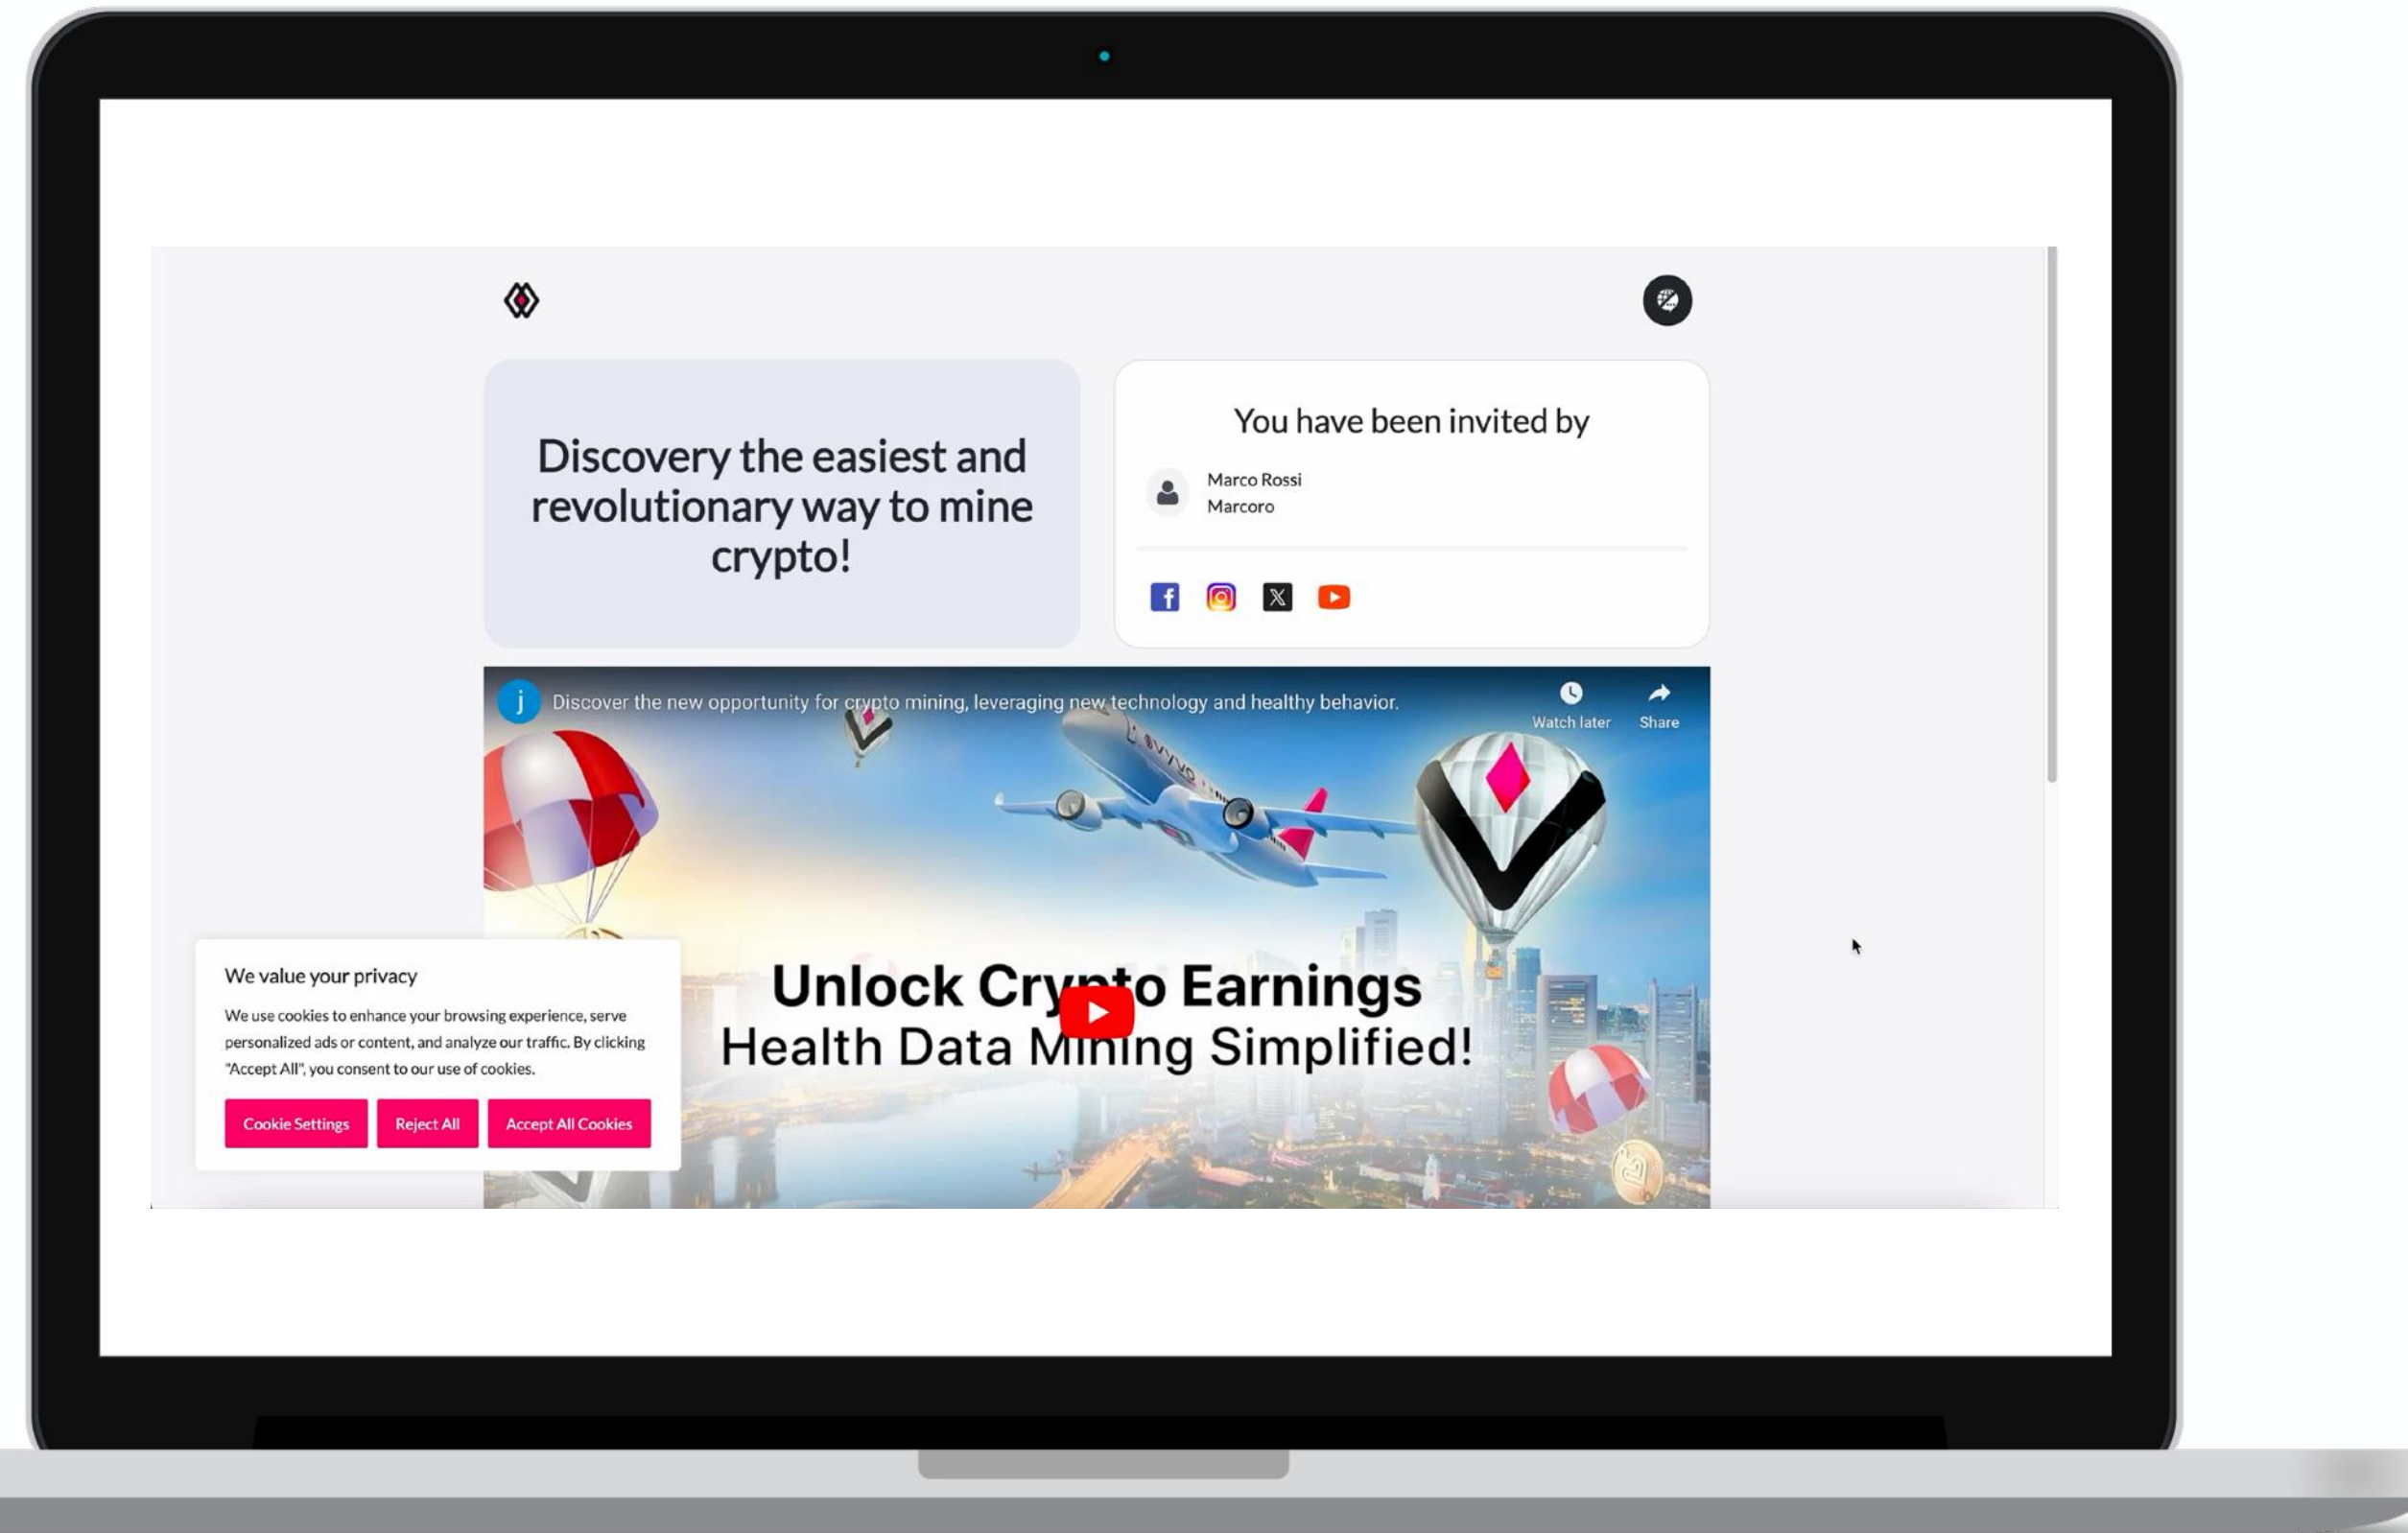 Discovery the easiest and
revolutionary way to mine
crypto!
You have been invited by
Marco Rossi
Marcoro
j
Discover the new opportunity for crypto mining, leveraging new technology and healthy behavior.
Watch later
Share
vyvo
Unlock Crypto Earnings
Health Data Mining Simplified!
We value your privacy
We use cookies to enhance your browsing experience, serve
personalized ads or content, and analyze our traffic. By clicking
"Accept All", you consent to our use of cookies.
Cookie Settings
Reject All
Accept All Cookies